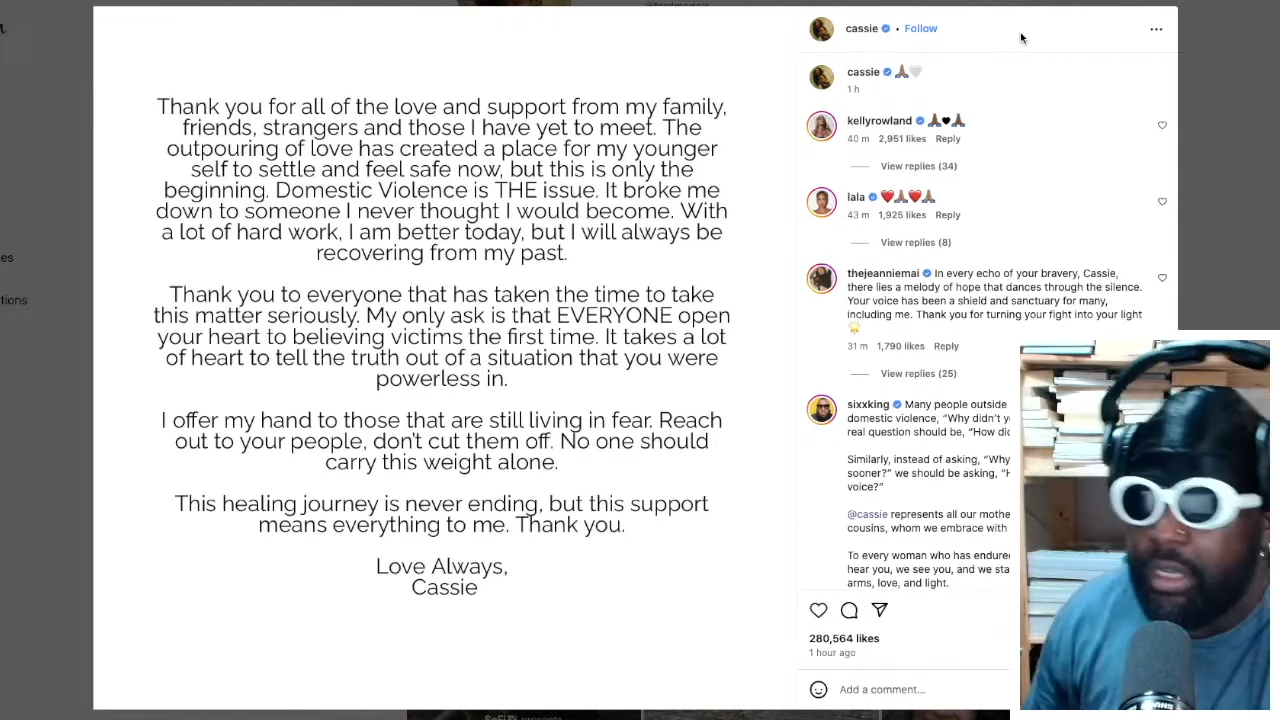 Thank you for all of the love and support from my family,
friends, strangers and those I have yet to meet. The
outpouring of love has created a place for my younger
self to settle and feel safe now, but this is only the
beginning. Domestic Violence is THE issue. It broke me
down to someone I never thought I would become. With
a lot of hard work, I am better today, but I will always be
recovering from my past.
Thank you to everyone that has taken the time to take
this matter seriously. My only ask is that EVERYONE open
your heart to believing victims the first time. It takes a lot
of heart to tell the truth out of a situation that you were
powerless in.
I offer my hand to those that are still living in fear. Reach
out to your people, don't cut them off. No one should
carry this weight alone.
This healing journey is never ending, but this support
means everything to me. Thank you.
Love Always,
Cassie
cassie • Follow
cassie 🙏🏽🤍
1 h
kellyrowland 🙏🏽🖤🙏🏽
40 m 2,951 likes Reply
View replies (34)
lala ❤️🙏🏽❤️🙏🏽
43 m 1,925 likes Reply
View replies (8)
thejeanniemai In every echo of your bravery, Cassie,
there lies a melody of hope that dances through the silence.
Your voice has been a shield and sanctuary for many,
including me. Thank you for turning your fight into your light
🌟
31 m 1,790 likes Reply
View replies (25)
sixxking Many people outside
domestic violence, "Why didn't
real question should be, "How
Similarly, instead of asking, "Why
sooner?" we should be asking,
voice?"
@cassie represents all our
cousins, whom we embrace with
To every woman who has endured
hear you, we see you, and we
arms, love, and light.
280,564 likes
1 hour ago
Add a comment...